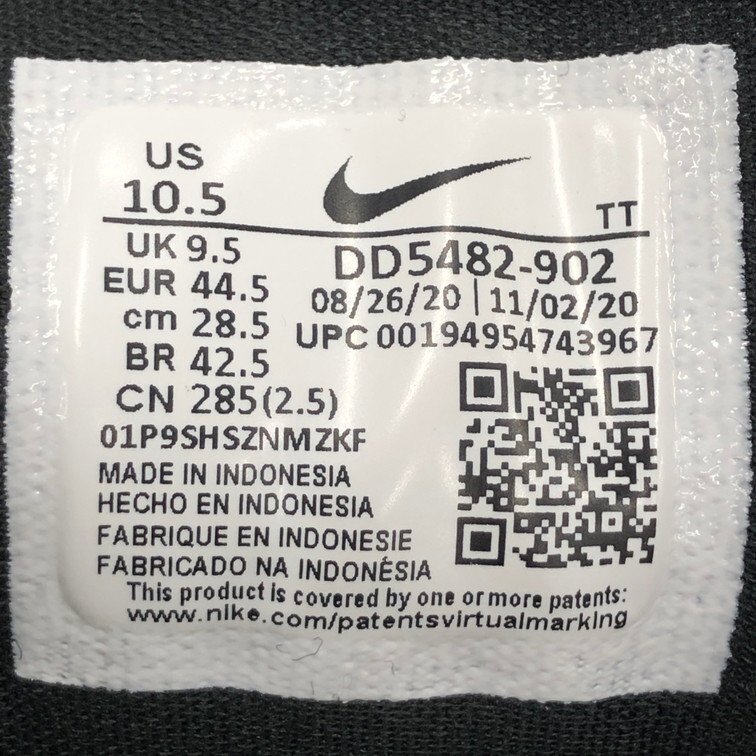 US
10.5
TT
UK 9.5
EUR 44.5
cm 28.5
BR 42.5
CN 285(2.5)
DD5482-902
08/26/20 | 11/02/20
UPC 00194954743967
01P9SHSZNMZKF
MADE IN INDONESIA
HECHO EN INDONESIA
FABRIQUE EN INDONESIE
FABRICADO NA INDONÉSIA
This product is covered by one or more patents:
www.nike.com/patentsvirtualmarking